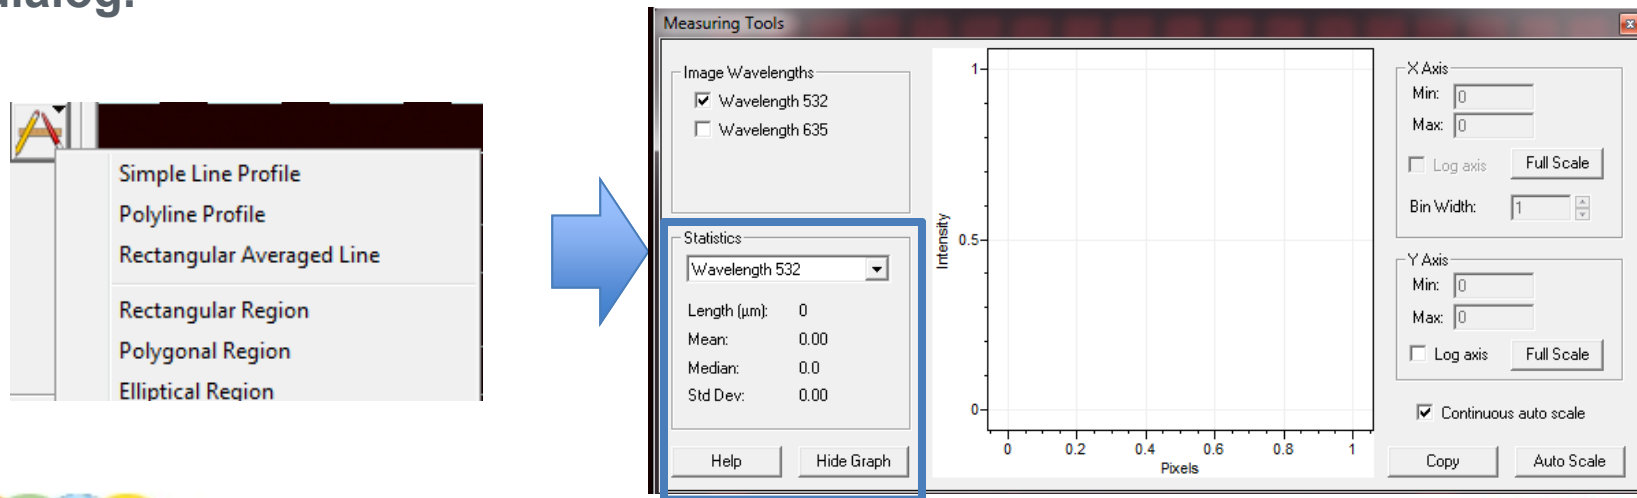 dialog.
Simple Line Profile
Polyline Profile
Rectangular Averaged Line
Rectangular Region
Polygonal Region
Elliptical Region
Measuring Tools
Image Wavelengths
Wavelength 532
Wavelength 635
Statistics
Wavelength 532
Length (µm): 0
Mean: 0.00
Median: 0.0
Std Dev: 0.00
Help
Hide Graph
Intensity
1
0.5
0
0 0.2 0.4 0.6 0.8 1
Pixels
X Axis
Min: 0
Max: 0
Log axis
Full Scale
Bin Width: 1
Y Axis
Min: 0
Max: 0
Log axis
Full Scale
Continuous auto scale
Copy
Auto Scale